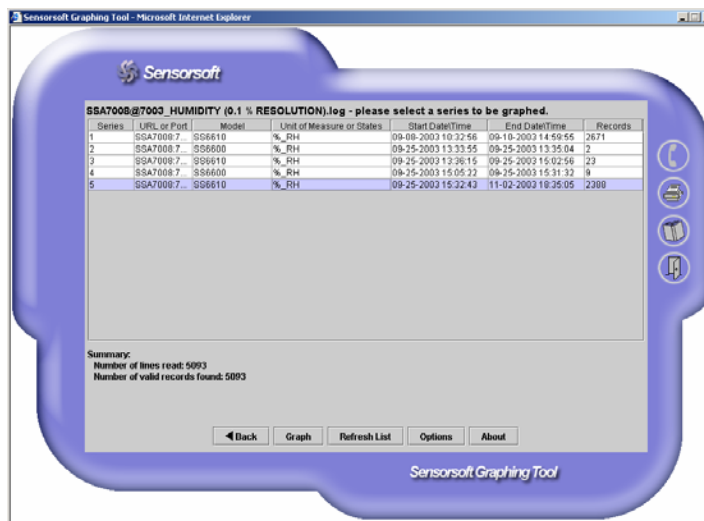 Sensorsoft Graphing Tool - Microsoft Internet Explorer
Sensorsoft
SSA7008@7003_HUMIDITY (0.1 % RESOLUTION).log - please select a series to be graphed.
Series URL or Port Model Unit of Measure or States Start Date\Time End Date\Time Records
1 SSA7008:7... SS6610 %_RH 09-08-2003 10:32:56 09-10-2003 14:59:55 2671
2 SSA7008:7... SS6600 %_RH 09-25-2003 13:33:55 09-25-2003 13:35:04 2
3 SSA7008:7... SS6610 %_RH 09-25-2003 13:36:15 09-25-2003 15:02:56 23
4 SSA7008:7... SS6600 %_RH 09-25-2003 15:05:22 09-25-2003 15:31:32 9
5 SSA7008:7... SS6610 %_RH 09-25-2003 15:32:43 11-02-2003 18:35:05 2388
Summary:
Number of lines read: 5093
Number of valid records found: 5093
Back Graph Refresh List Options About
Sensorsoft Graphing Tool